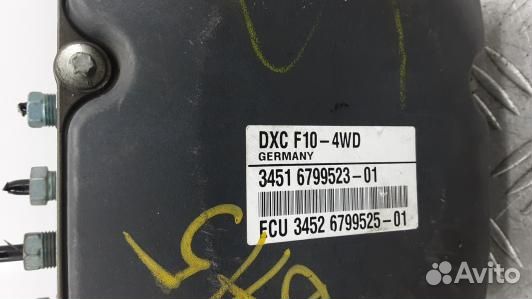 DXC F10-4WD
GERMANY
3451 6799523-01
ECU 3452 6799525-01
Avito